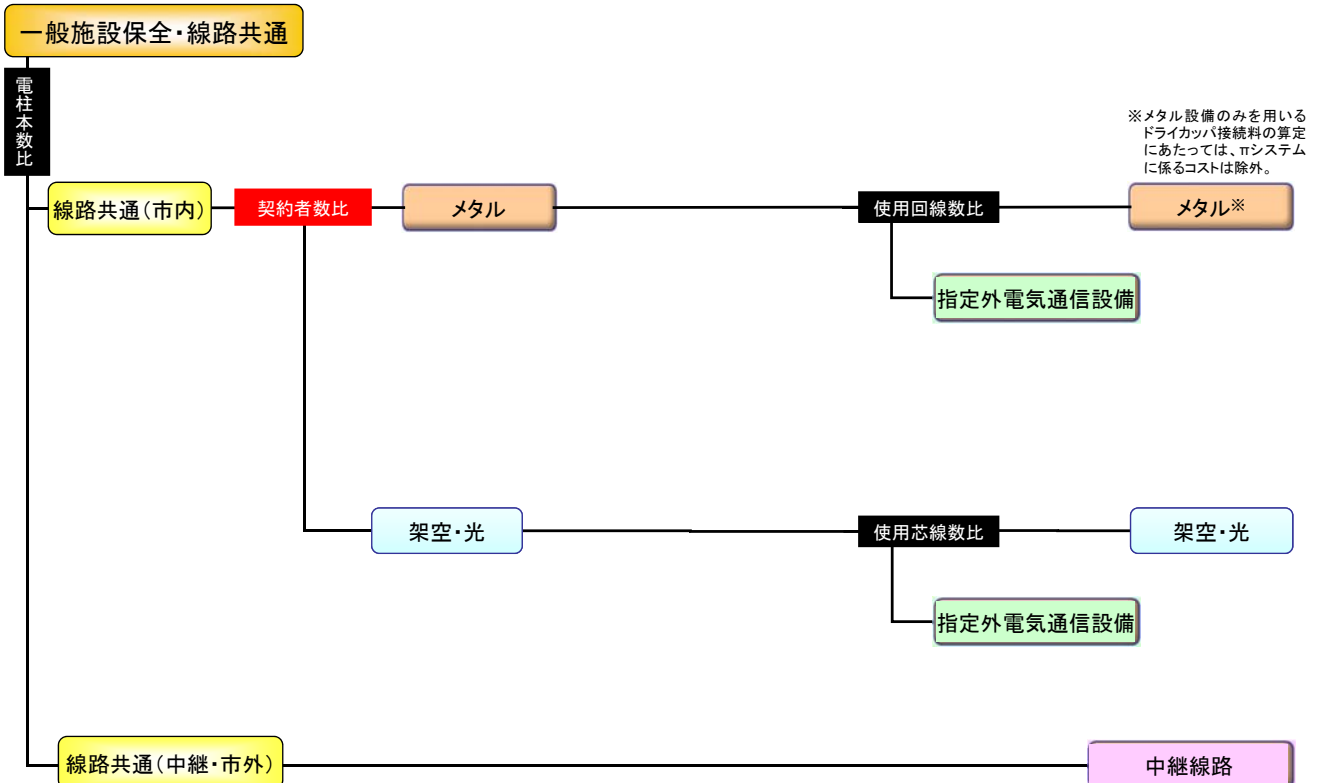 一般施設保全・線路共通
電柱本数比
※メタル設備のみを用いる
ドライカッパ接続料の算定
にあたっては、πシステム
に係るコストは除外。
線路共通(市内)
契約者数比
メタル
使用回線数比
メタル※
指定外電気通信設備
架空・光
使用芯線数比
架空・光
指定外電気通信設備
線路共通(中継・市外)
中継線路